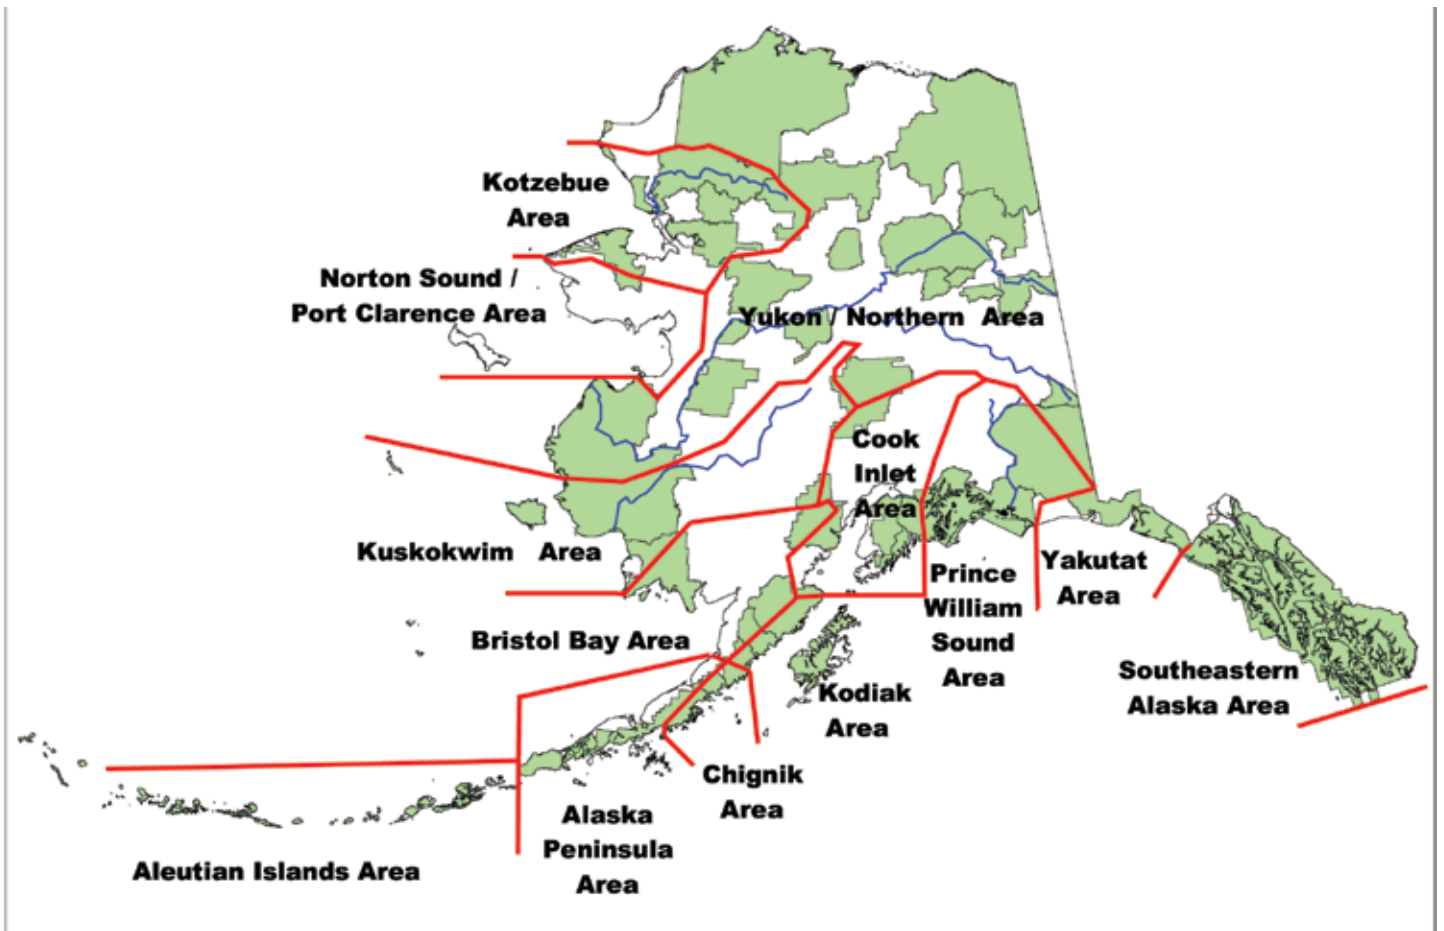 Kotzebue
Area
Norton Sound /
Port Clarence Area
Yukon / Northern Area
Cook
Inlet
Area
Kuskokwim Area
Prince
William
Sound
Area
Yakutat
Area
Bristol Bay Area
Kodiak
Area
Southeastern
Alaska Area
Chignik
Area
Alaska
Peninsula
Area
Aleutian Islands Area